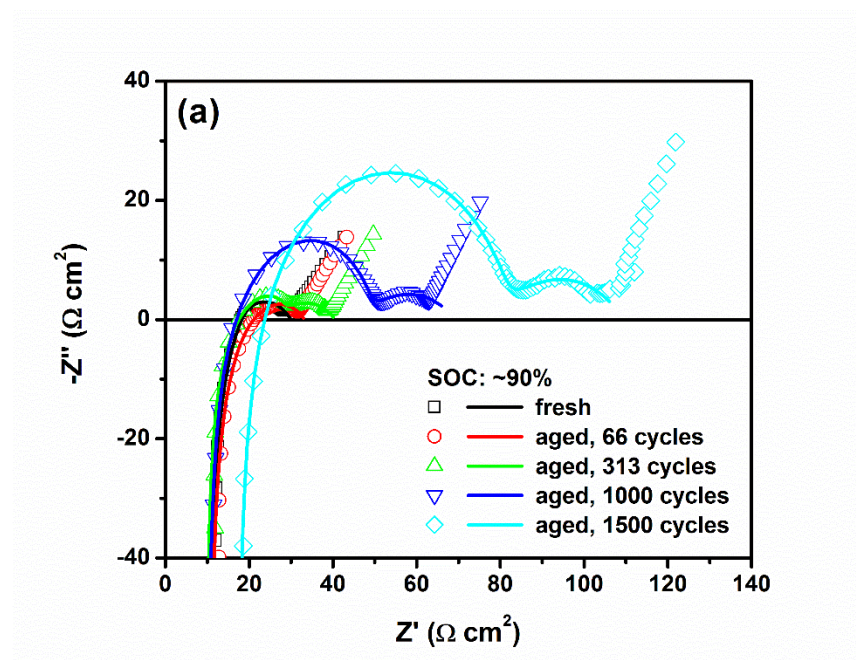 (a)
40
20
0
-20
-40
-Z" (Ω cm²)
SOC: ~90%
fresh
aged, 66 cycles
aged, 313 cycles
aged, 1000 cycles
aged, 1500 cycles
0 20 40 60 80 100 120 140
Z' (Ω cm²)